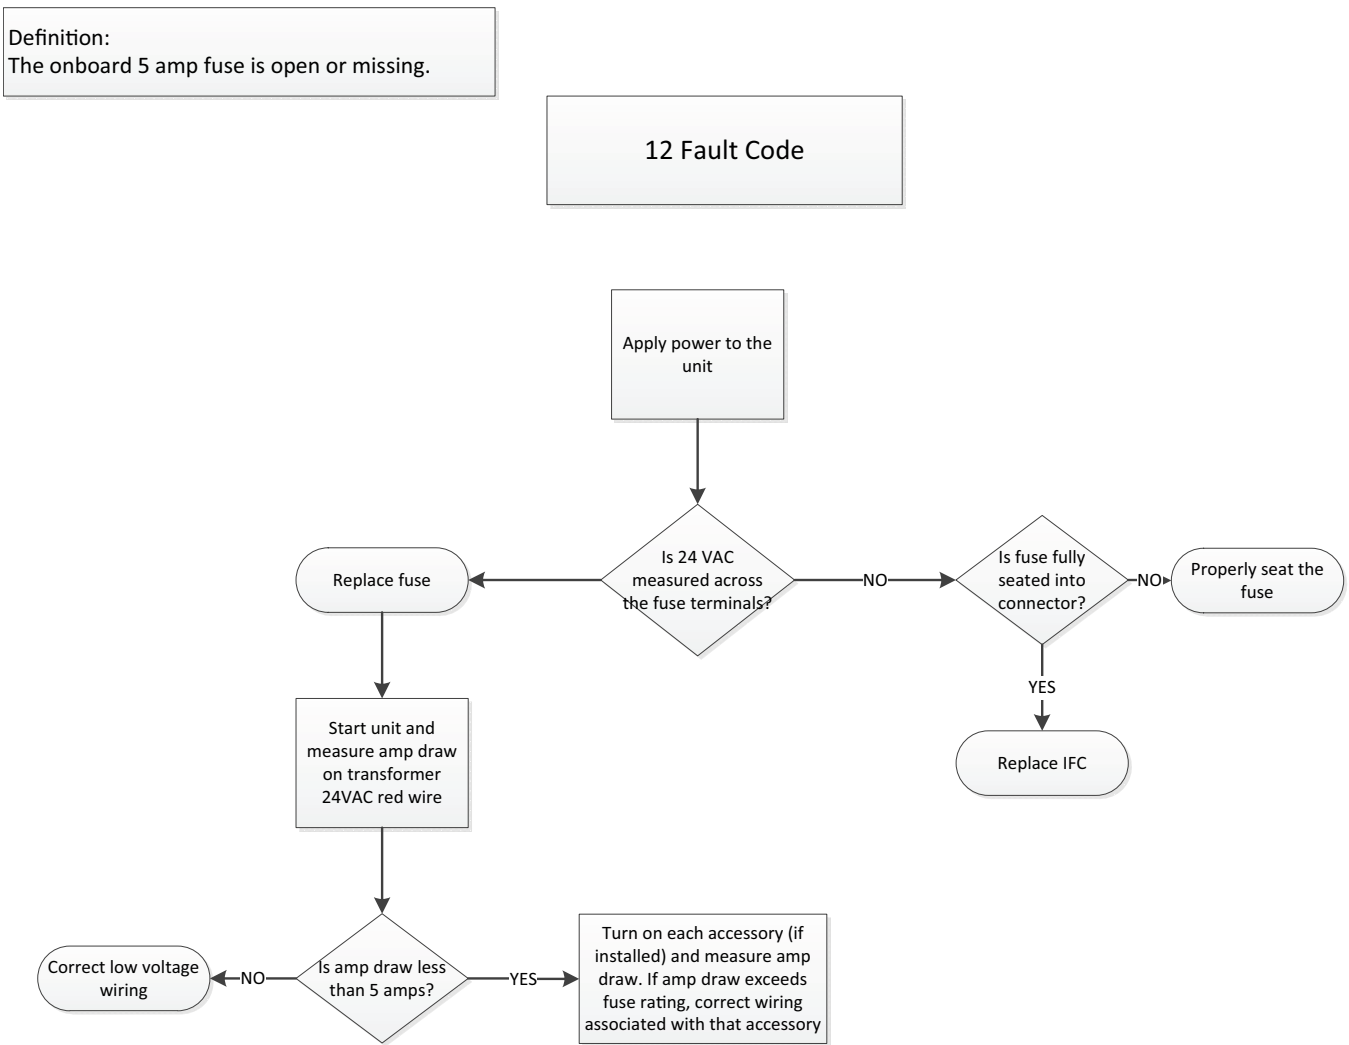 Definition:
The onboard 5 amp fuse is open or missing.
12 Fault Code
Apply power to the
unit
Is 24 VAC
measured across
the fuse terminals?
Replace fuse
NO
Is fuse fully
seated into
connector?
NO
Properly seat the
fuse
YES
Replace IFC
Start unit and
measure amp draw
on transformer
24VAC red wire
Is amp draw less
than 5 amps?
NO
Correct low voltage
wiring
YES
Turn on each accessory (if
installed) and measure amp
draw. If amp draw exceeds
fuse rating, correct wiring
associated with that accessory